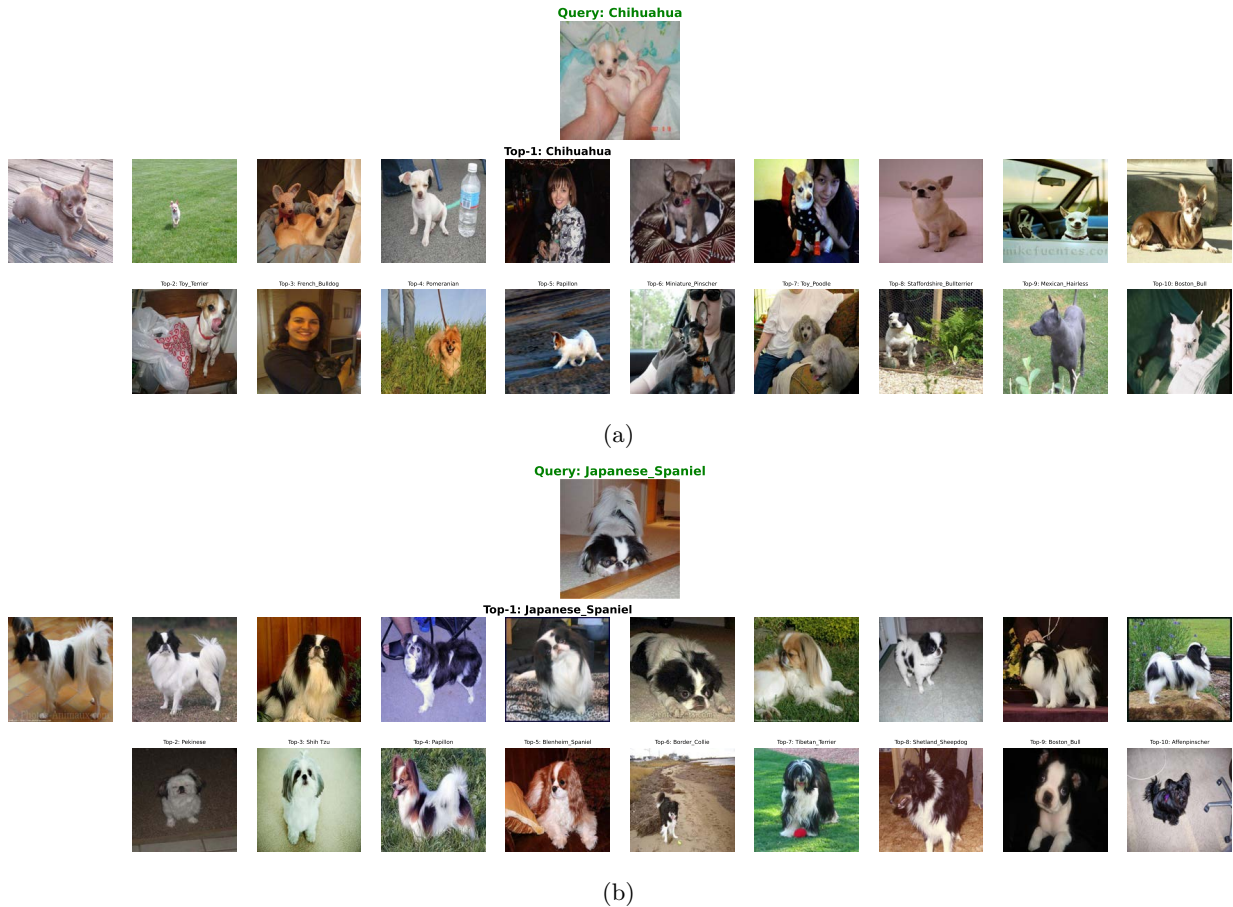 Query: Chihuahua
Top-1: Chihuahua
mikefuentes.com
Top-2: Toy_Terrier
Top-3: French_Bulldog
Top-4: Pomeranian
Top-5: Papillon
Top-6: Miniature_Pinscher
Top-7: Toy_Poodle
Top-8: Staffordshire_Bullterrier
Top-9: Mexican_Hairless
Top-10: Boston_Bull
(a)
Query: Japanese_Spaniel
Top-1: Japanese_Spaniel
Top-2: Pekinese
Top-3: Shih Tzu
Top-4: Papillon
Top-5: Blenheim_Spaniel
Top-6: Border_Collie
Top-7: Tibetan_Terrier
Top-8: Shetland_Sheepdog
Top-9: Boston_Bull
Top-10: Affenpinscher
(b)